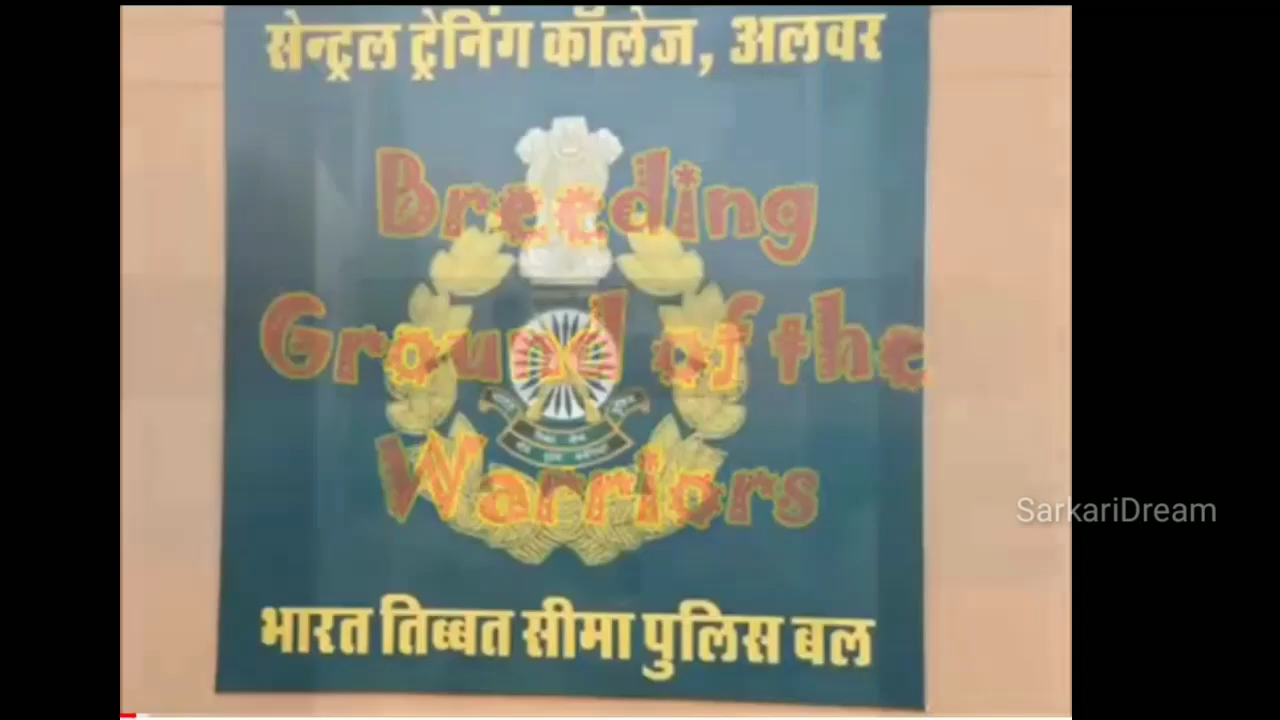 सेन्ट्रल ट्रेनिंग कॉलेज, अलवर
Breeding
Ground of the
Warriors
SarkariDream
भारत तिब्बत सीमा पुलिस बल